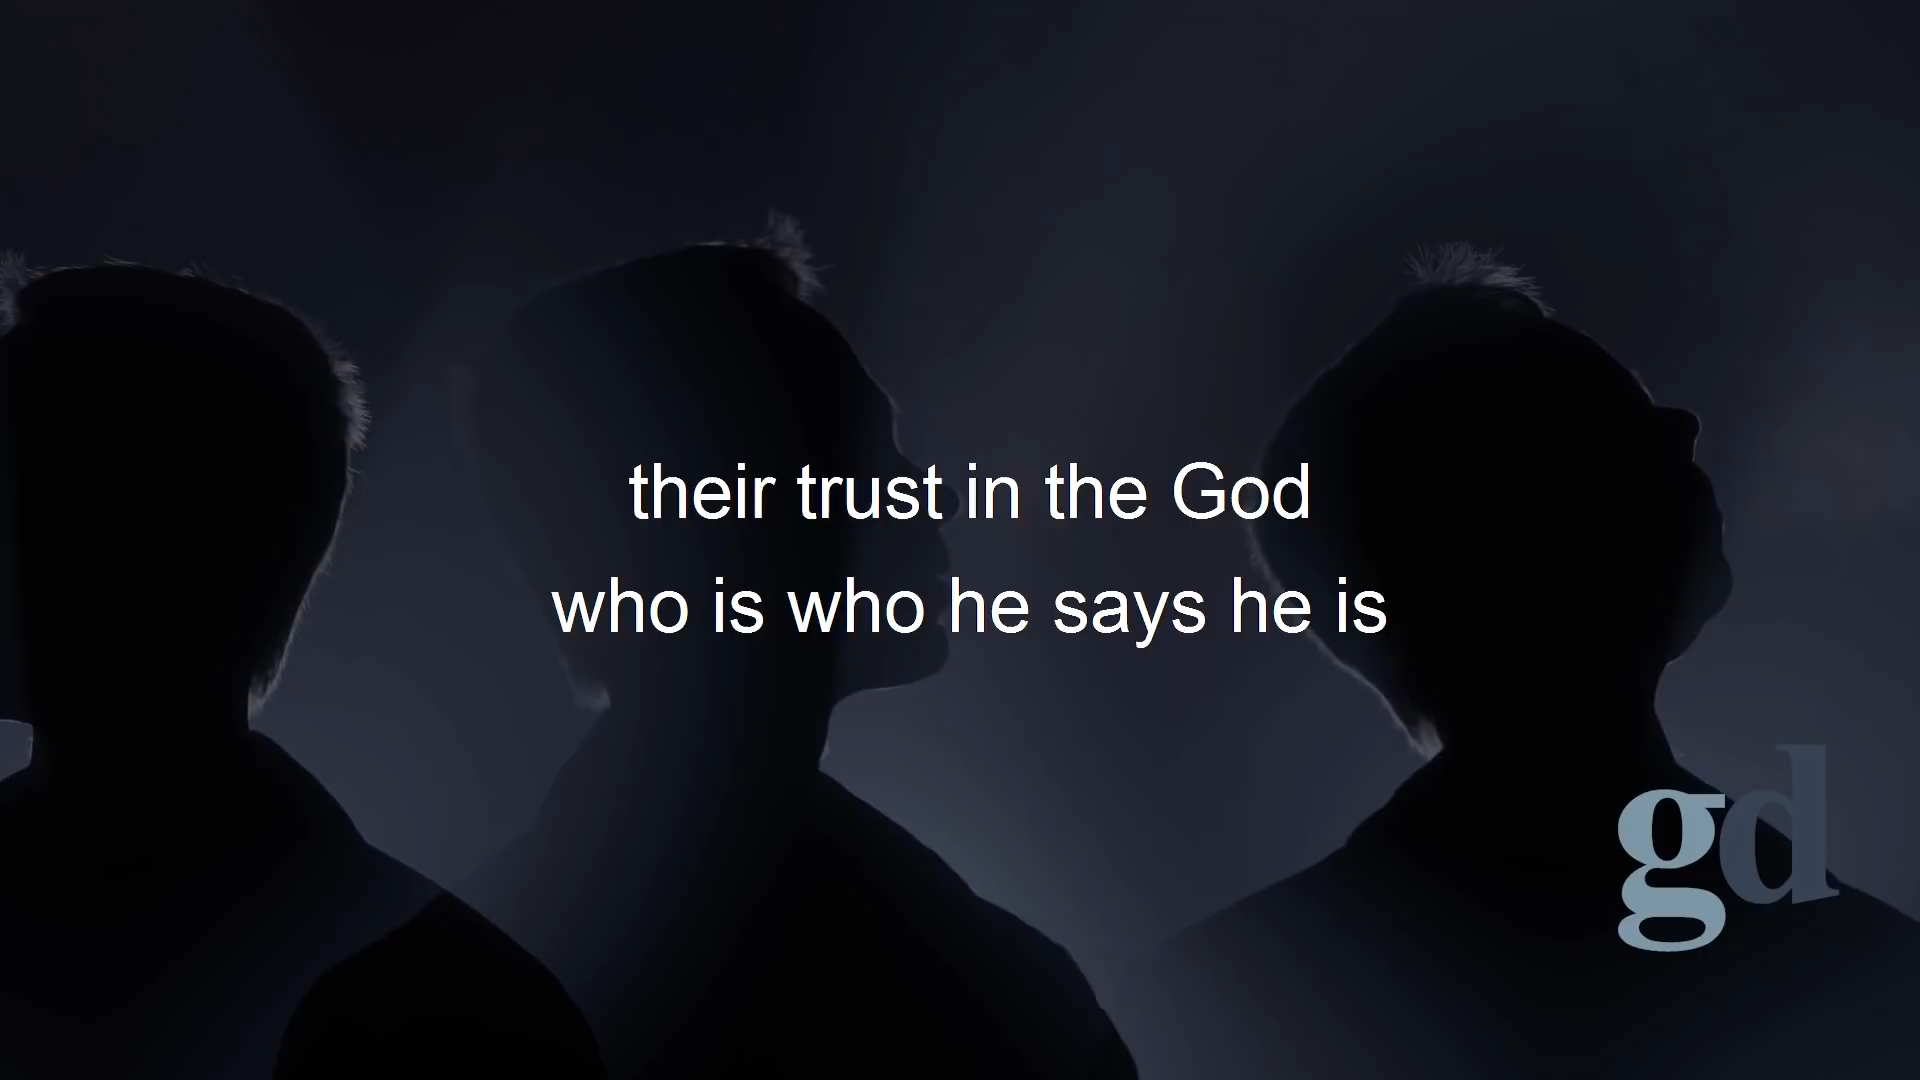 their trust in the God
who is who he says he is
gd